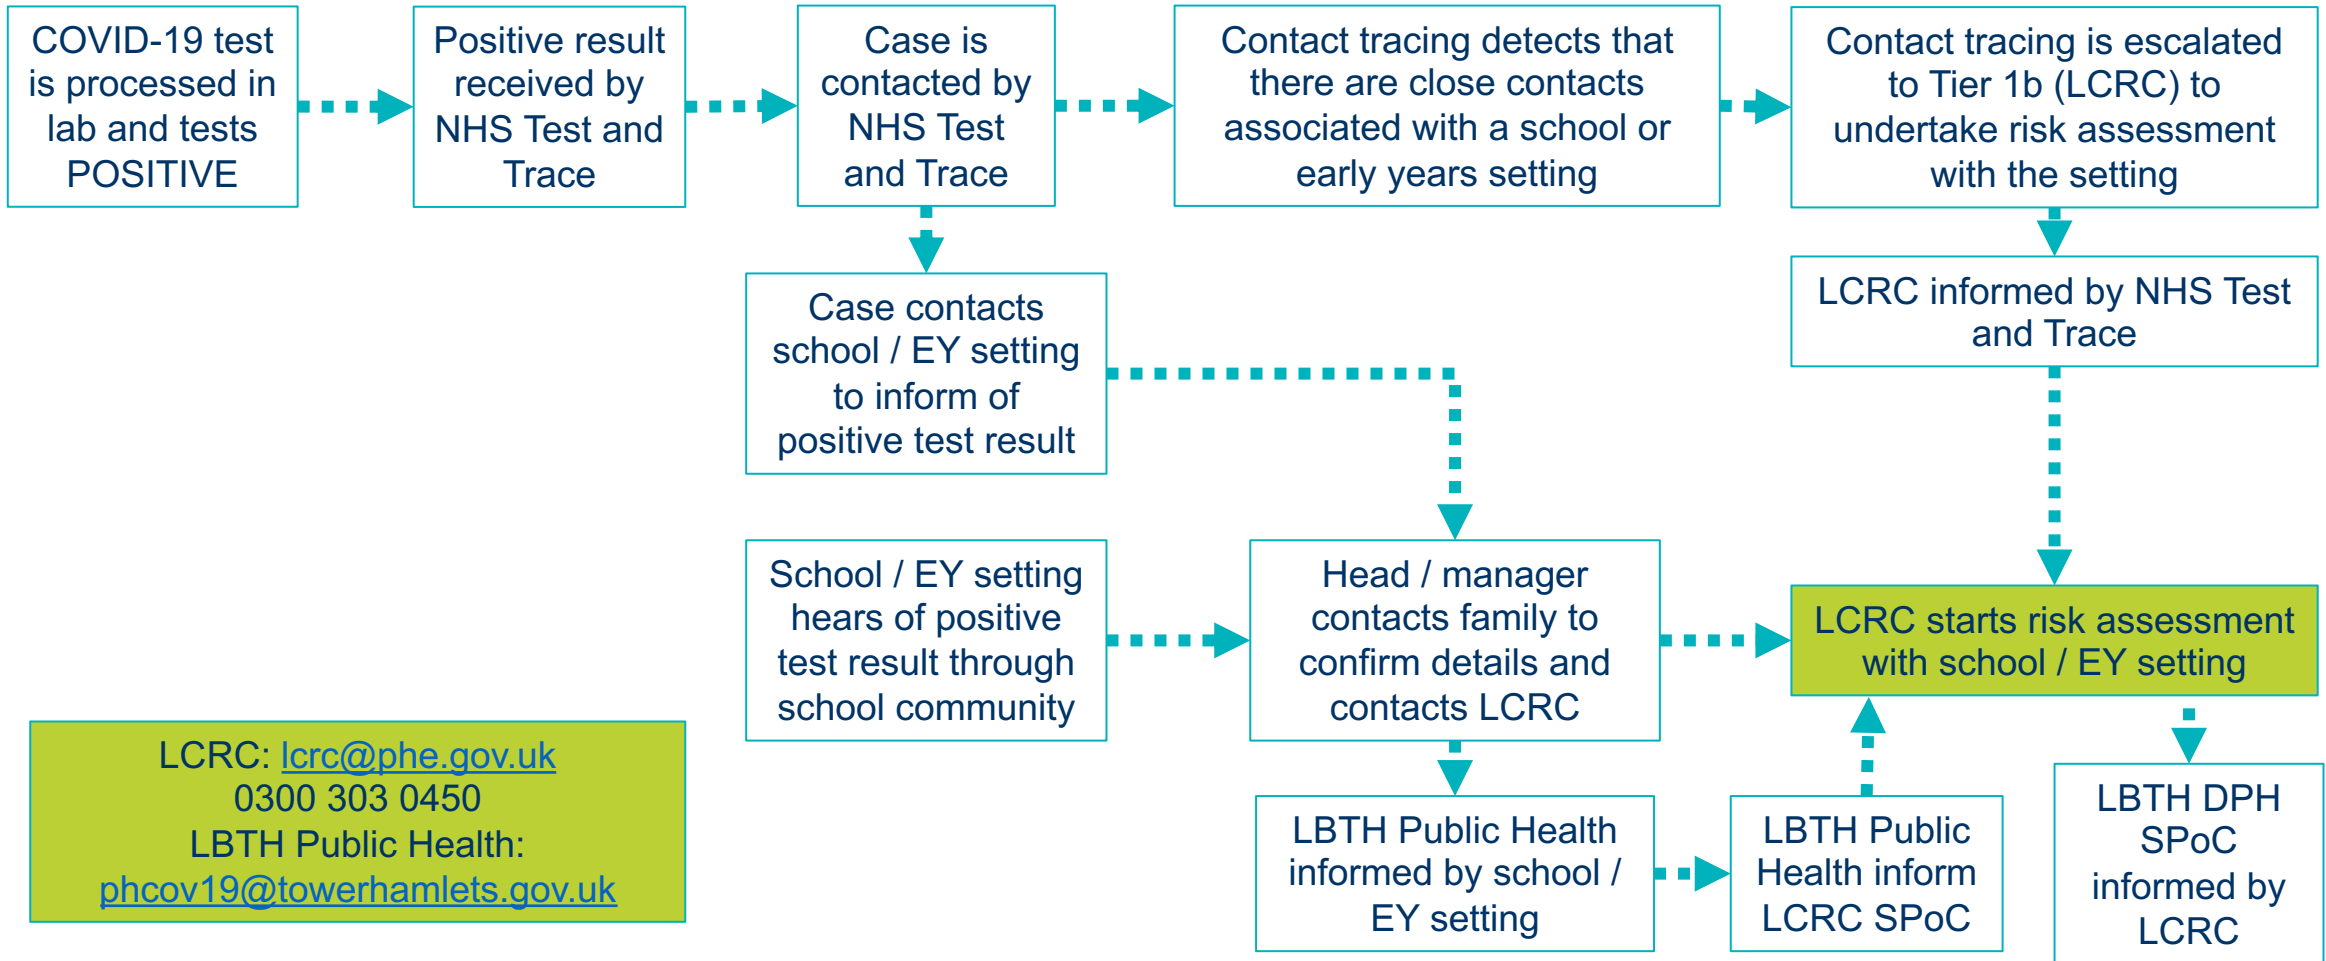 COVID-19 test
is processed in
lab and tests
POSITIVE
Positive result
received by
NHS Test and
Trace
Case is
contacted by
NHS Test
and Trace
Contact tracing detects that
there are close contacts
associated with a school or
early years setting
Contact tracing is escalated
to Tier 1b (LCRC) to
undertake risk assessment
with the setting
Case contacts
school / EY setting
to inform of
positive test result
LCRC informed by NHS Test
and Trace
School / EY setting
hears of positive
test result through
school community
Head / manager
contacts family to
confirm details and
contacts LCRC
LCRC starts risk assessment
with school / EY setting
LCRC: lcrc@phe.gov.uk
0300 303 0450
LBTH Public Health:
phcov19@towerhamlets.gov.uk
LBTH Public Health
informed by school /
EY setting
LBTH Public
Health inform
LCRC SPoC
LBTH DPH
SPoC
informed by
LCRC